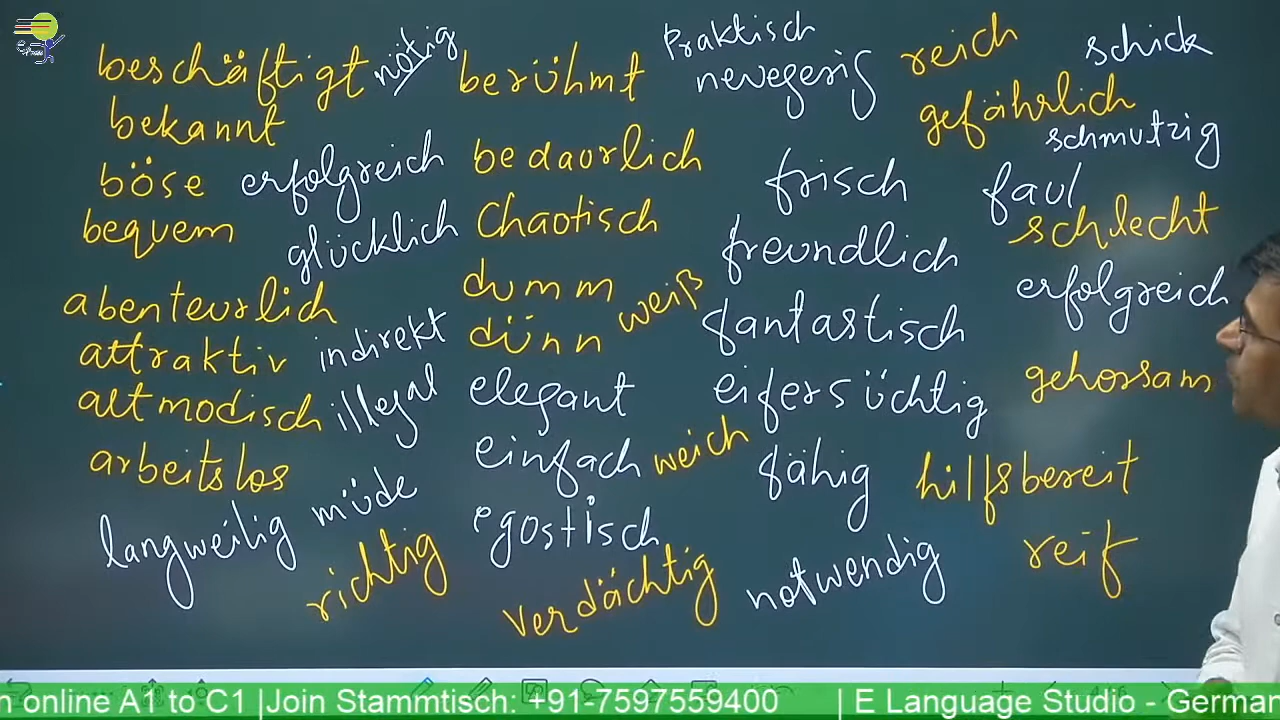 beschäftigt nötig berühmt Praktisch reich schick
newegerig
bekannt gefährlich
schmutzig
böse erfolgreich bedaurlich frisch faul
bequem glücklich Chaotisch freundlich schlecht
abenteurlich dumm weiß erfolgreich
attraktiv indirekt dünn fantastisch
altmodisch illegal elegant eifersüchtig gehorsam
arbeitslos einfach weich fähig hilfsbereit
langweilig müde egostisch reif
richtig verdächtig notwendig
n online A1 to C1 |Join Stammtisch: +91-7597559400 | E Language Studio - German